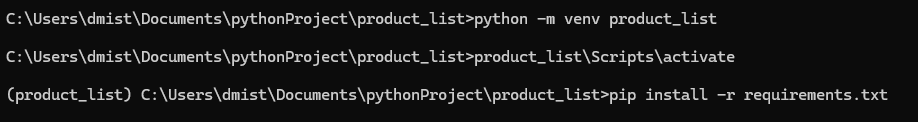 C:\Users\dmist\Documents\pythonProject\product_list>python -m venv product_list
C:\Users\dmist\Documents\pythonProject\product_list>product_list\Scripts\activate
(product_list) C:\Users\dmist\Documents\pythonProject\product_list>pip install -r requirements.txt